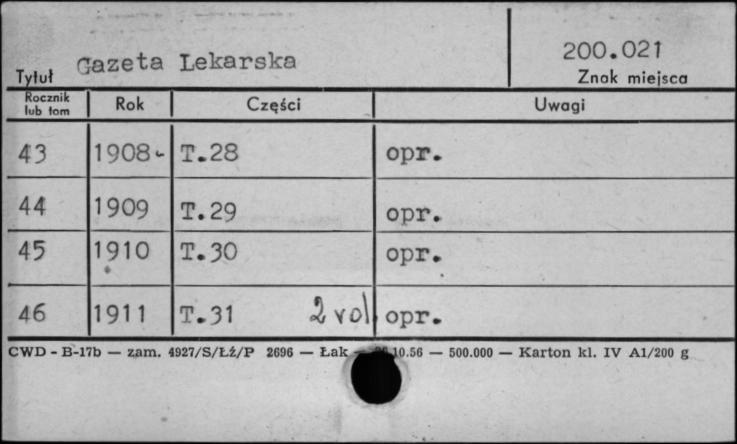 Gazeta Lekarska
200.021
Tytuł
Znak miejsca
Rocznik lub tom Rok Części Uwagi
43 1908 T.28 opr.
44 1909 T.29 opr.
45 1910 T.30 opr.
46 1911 T.31 2 vol opr.
CWD - B-17b — zam. 4927/S/Łź/P 2696 — Łak — 10.56 — 500.000 — Karton kl. IV A1/200 g